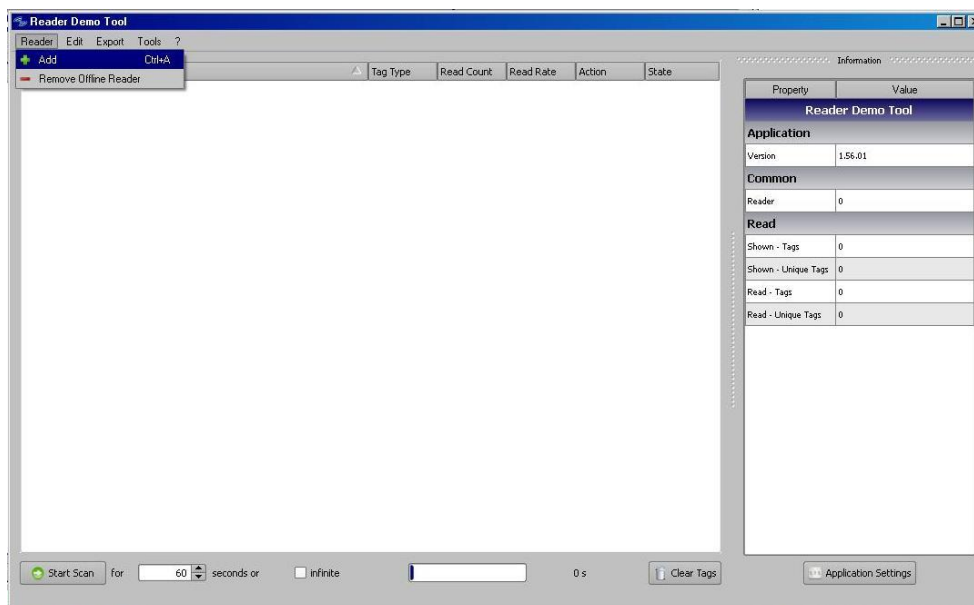 Reader Demo Tool
Reader Edit Export Tools ?
Add Ctrl+A
Remove Offline Reader
Tag Type Read Count Read Rate Action State
Information
Property Value
Reader Demo Tool
Application
Version 1.56.01
Common
Reader 0
Read
Shown - Tags 0
Shown - Unique Tags 0
Read - Tags 0
Read - Unique Tags 0
Start Scan for 60 seconds or infinite 0 s Clear Tags Application Settings